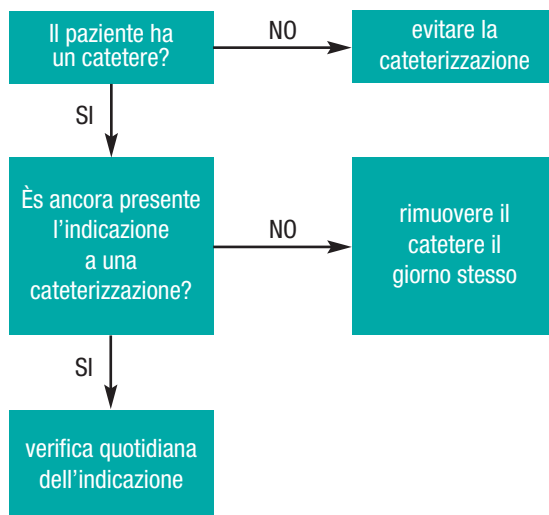 Il paziente ha
un catetere?
NO
evitare la
cateterizzazione
SI
Ès ancora presente
l'indicazione
a una
cateterizzazione?
NO
rimuovere il
catetere il
giorno stesso
SI
verifica quotidiana
dell'indicazione